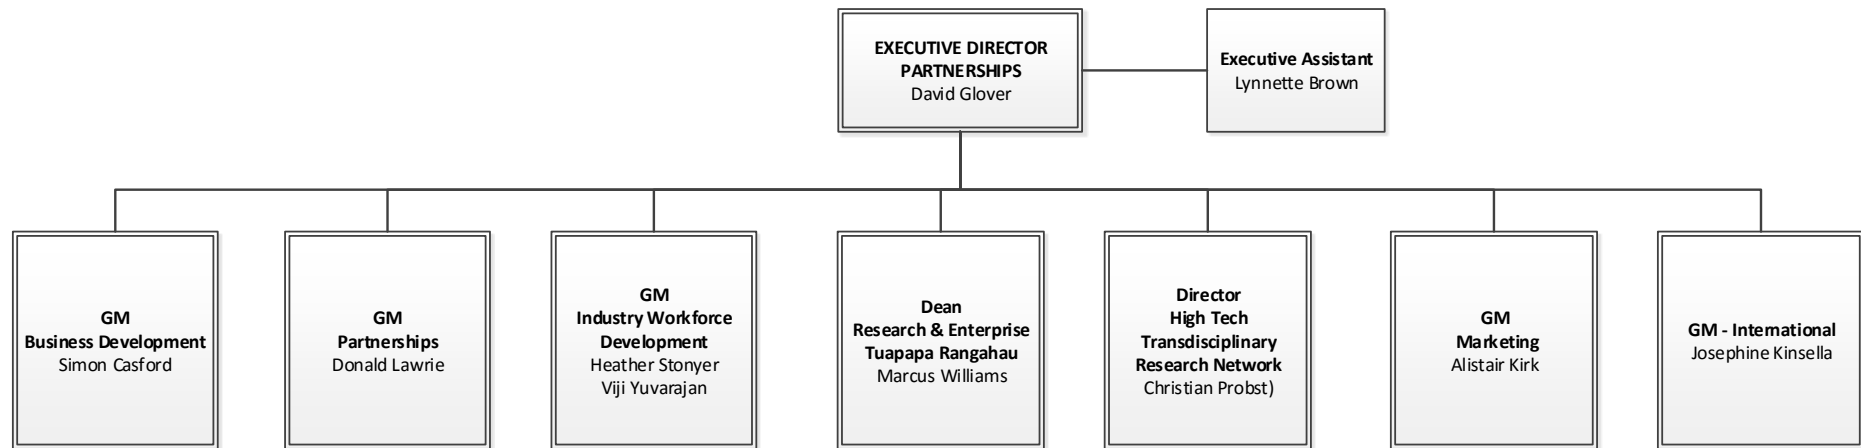 EXECUTIVE DIRECTOR
PARTNERSHIPS
David Glover
Executive Assistant
Lynnette Brown
GM
Business Development
Simon Casford
GM
Partnerships
Donald Lawrie
GM
Industry Workforce
Development
Heather Stonyer
Viji Yuvarajan
Dean
Research & Enterprise
Tuapapa Rangahau
Marcus Williams
Director
High Tech
Transdisciplinary
Research Network
Christian Probst)
GM
Marketing
Alistair Kirk
GM - International
Josephine Kinsella